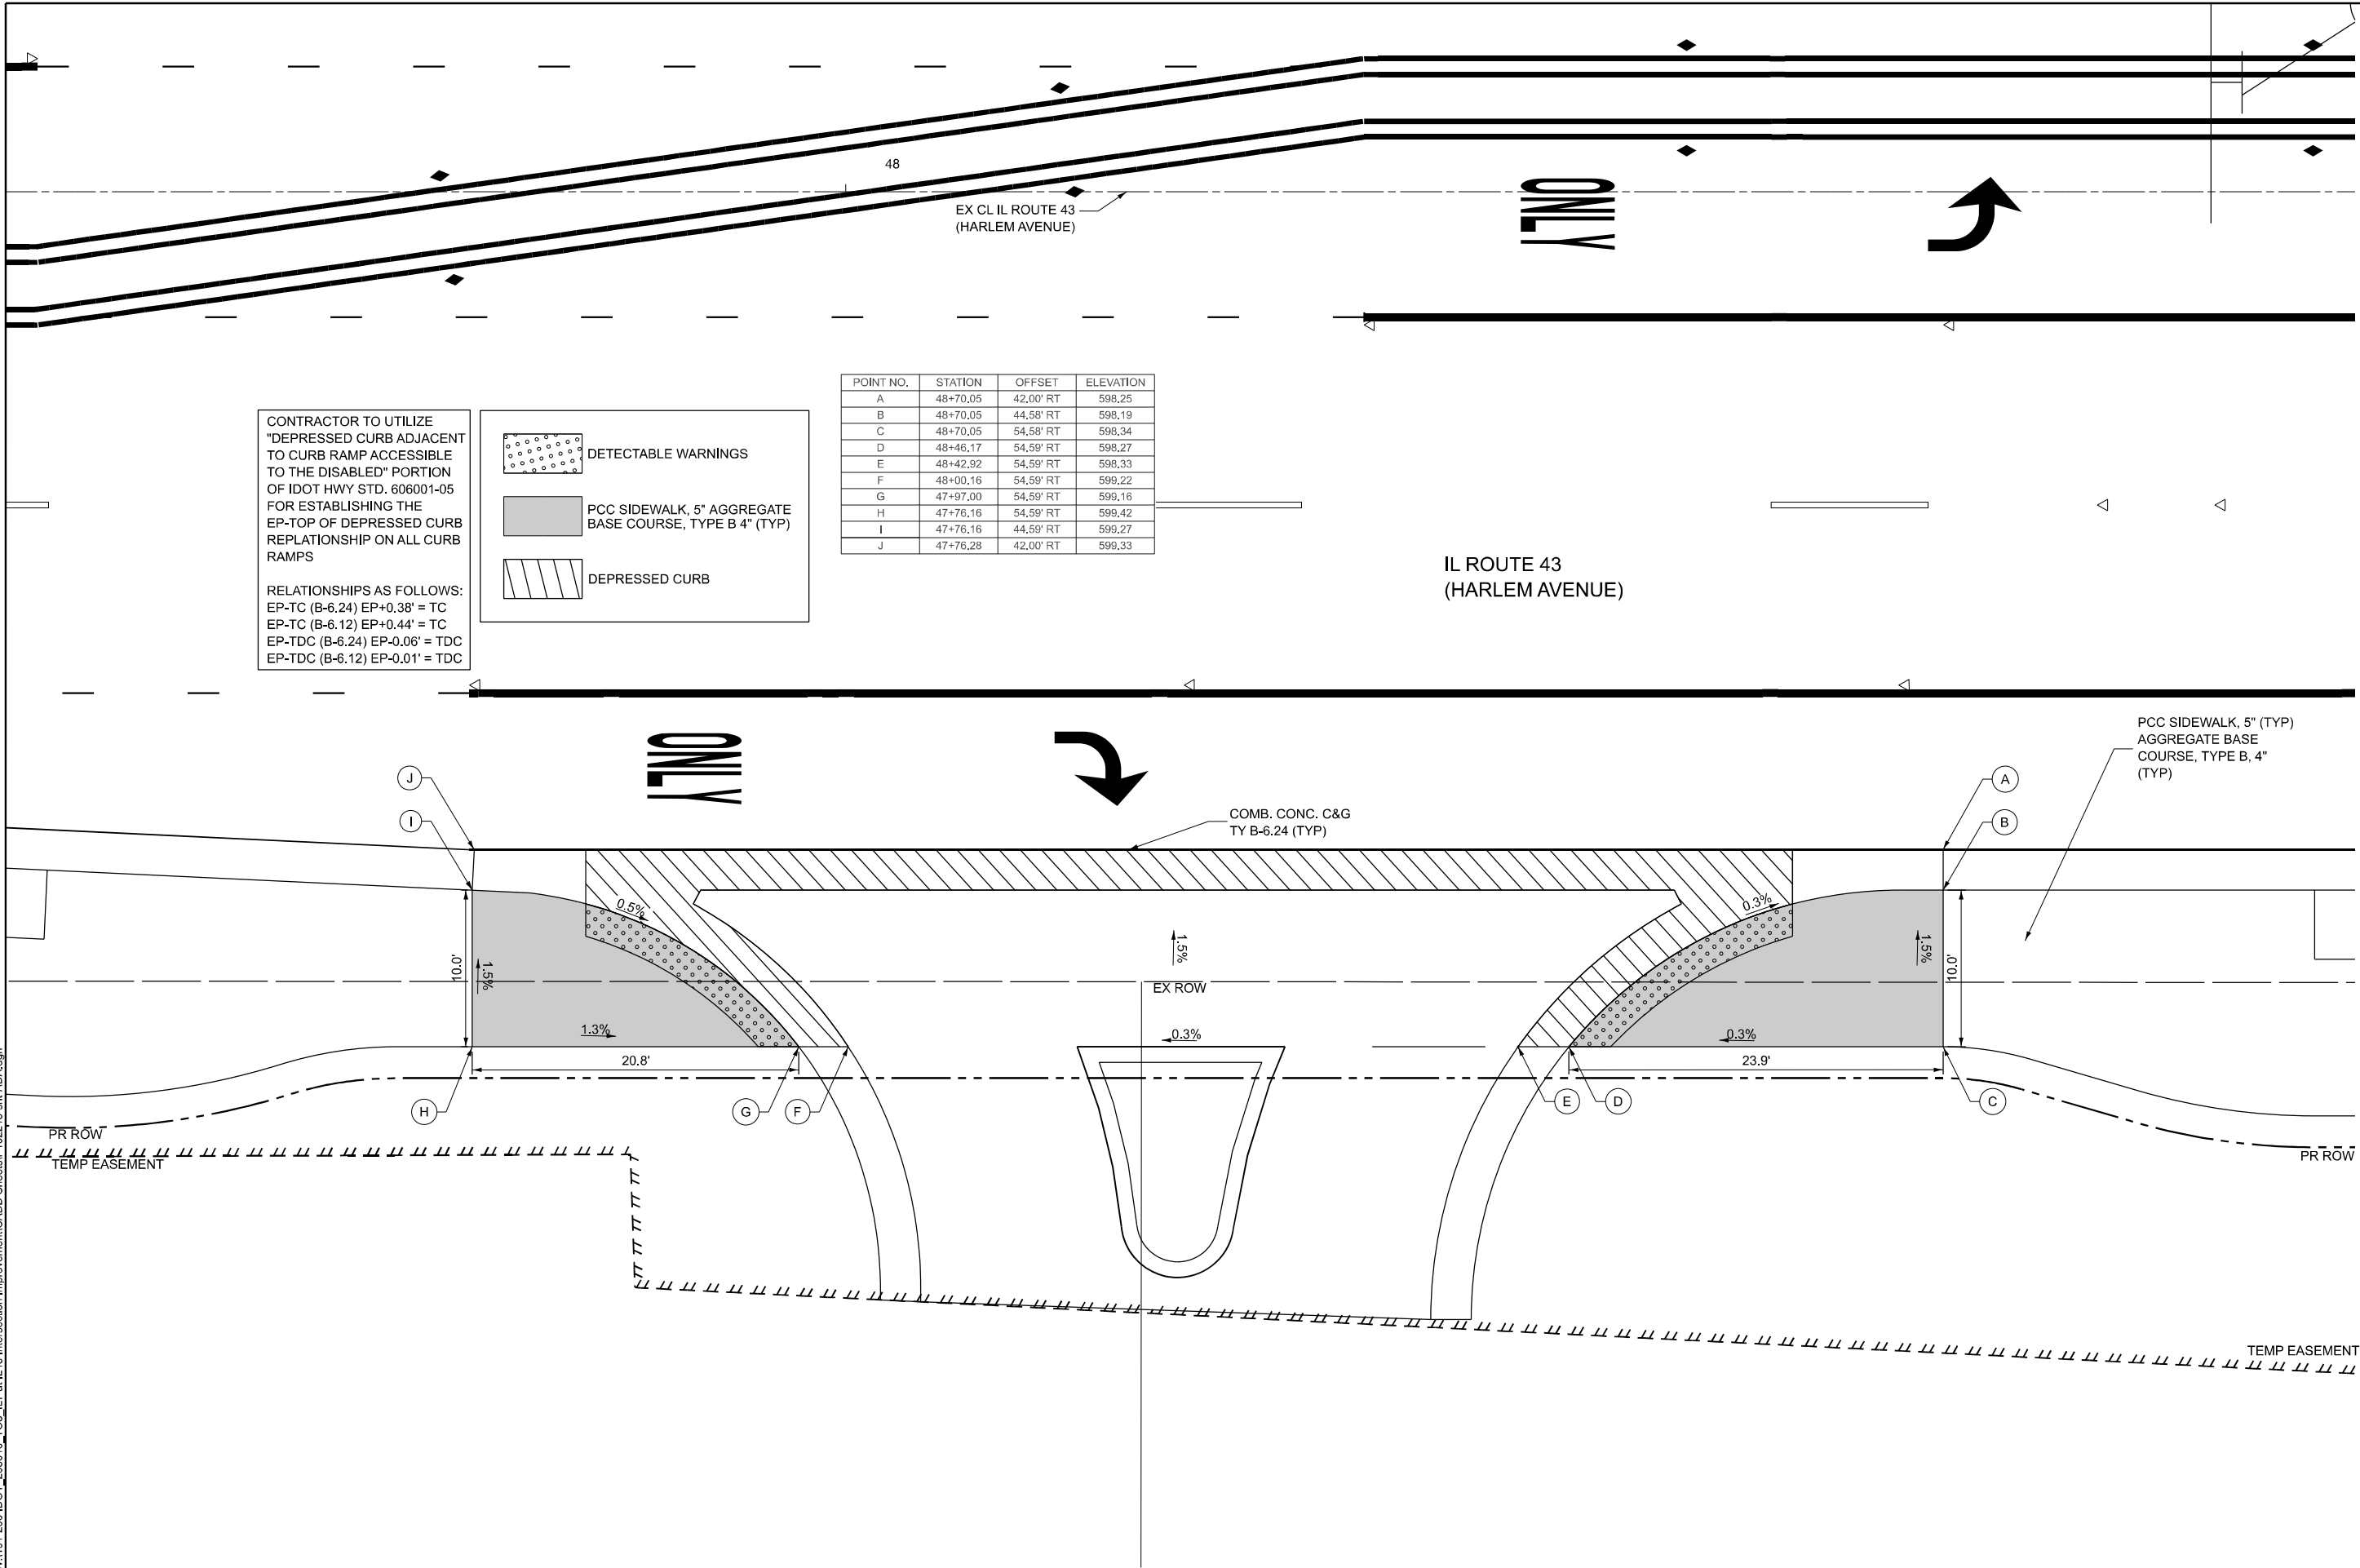 48
EX CL IL ROUTE 43
(HARLEM AVENUE)
ONLY
CONTRACTOR TO UTILIZE
"DEPRESSED CURB ADJACENT
TO CURB RAMP ACCESSIBLE
TO THE DISABLED" PORTION
OF IDOT HWY STD. 606001-05
FOR ESTABLISHING THE
EP-TOP OF DEPRESSED CURB
REPLATIONSHIP ON ALL CURB
RAMPS
RELATIONSHIPS AS FOLLOWS:
EP-TC (B-6.24) EP+0.38' = TC
EP-TC (B-6.12) EP+0.44' = TC
EP-TDC (B-6.24) EP-0.06' = TDC
EP-TDC (B-6.12) EP-0.01' = TDC
DETECTABLE WARNINGS
PCC SIDEWALK, 5" AGGREGATE
BASE COURSE, TYPE B 4" (TYP)
DEPRESSED CURB
POINT NO. STATION OFFSET ELEVATION
A 48+70.05 42.00' RT 598.25
B 48+70.05 44.58' RT 598.19
C 48+70.05 54.58' RT 598.34
D 48+46.17 54.59' RT 598.27
E 48+42.92 54.59' RT 598.33
F 48+00.16 54.59' RT 599.22
G 47+97.00 54.59' RT 599.16
H 47+76.16 54.59' RT 599.42
I 47+76.16 44.59' RT 599.27
J 47+76.28 42.00' RT 599.33
IL ROUTE 43
(HARLEM AVENUE)
ONLY
PCC SIDEWALK, 5" (TYP)
AGGREGATE BASE
COURSE, TYPE B, 4"
(TYP)
J
I
COMB. CONC. C&G
TY B-6.24 (TYP)
A
B
0.5%
0.3%
10.0'
1.5%
1.5%
1.5%
10.0'
EX ROW
1.3%
0.3%
0.3%
20.8'
23.9'
H
G
F
E
D
C
PR ROW
TEMP EASEMENT
PR ROW
TEMP EASEMENT